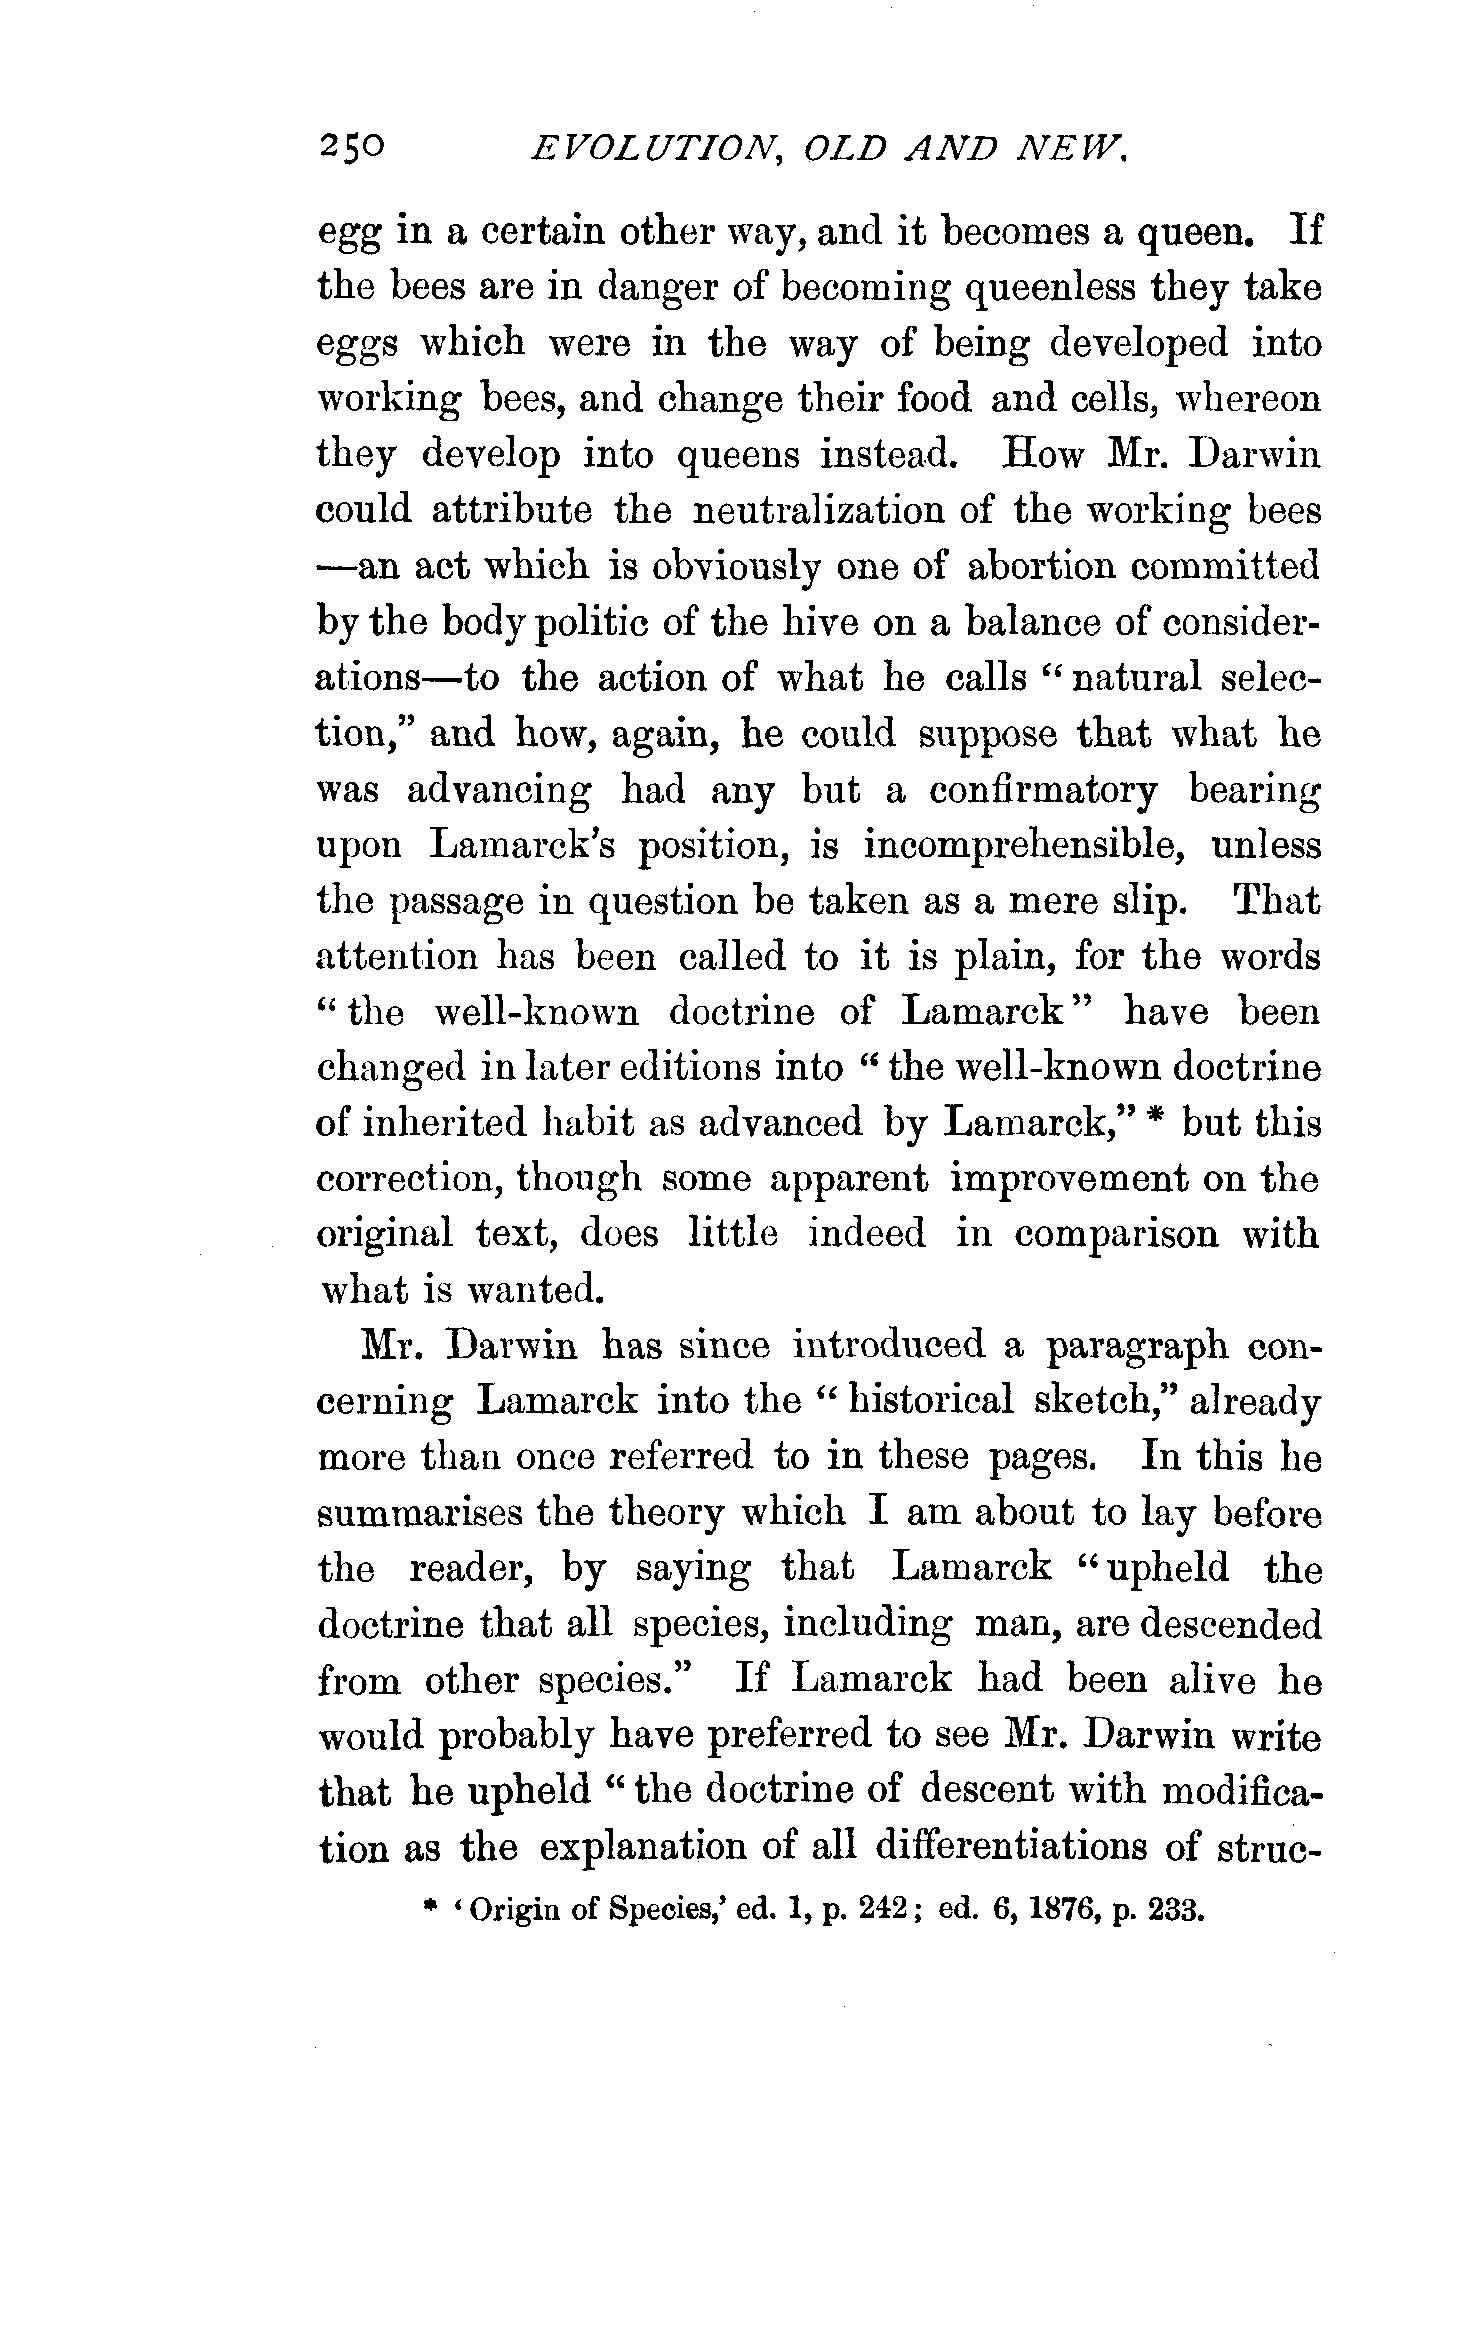 250 EVOLUTION, OLD AND NEW.
egg in a certain other way, and it becomes a queen. If
the bees are in danger of becoming queenless they take
eggs which were in the way of being developed into
working bees, and change their food and cells, whereon
they develop into queens instead. How Mr. Darwin
could attribute the neutralization of the working bees
—an act which is obviously one of abortion committed
by the body politic of the hive on a balance of consider-
ations—to the action of what he calls “natural selec-
tion,” and how, again, he could suppose that what he
was advancing had any but a confirmatory bearing
upon Lamarck’s position, is incomprehensible, unless
the passage in question be taken as a mere slip. That
attention has been called to it is plain, for the words
“the well-known doctrine of Lamarck” have been
changed in later editions into “the well-known doctrine
of inherited habit as advanced by Lamarck,”* but this
correction, though some apparent improvement on the
original text, does little indeed in comparison with
what is wanted.
Mr. Darwin has since introduced a paragraph con-
cerning Lamarck into the “historical sketch,” already
more than once referred to in these pages. In this he
summarises the theory which I am about to lay before
the reader, by saying that Lamarck “upheld the
doctrine that all species, including man, are descended
from other species.” If Lamarck had been alive he
would probably have preferred to see Mr. Darwin write
that he upheld “the doctrine of descent with modifica-
tion as the explanation of all differentiations of struc-
* ‘Origin of Species,’ ed. 1, p. 242; ed. 6, 1876, p. 233.